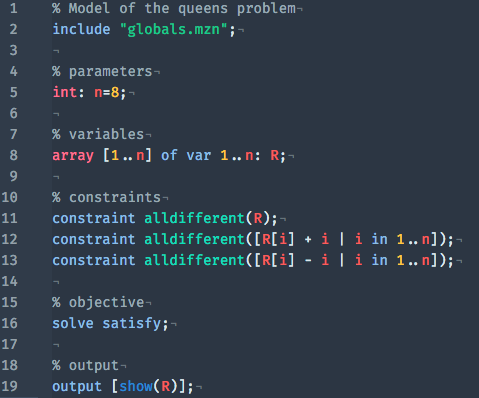 1 % Model of the queens problem¬
2 include "globals.mzn";¬
3 ¬
4 % parameters¬
5 int: n=8;¬
6 ¬
7 % variables¬
8 array [1..n] of var 1..n: R;¬
9 ¬
10 % constraints¬
11 constraint alldifferent(R);¬
12 constraint alldifferent([R[i] + i | i in 1..n]);¬
13 constraint alldifferent([R[i] - i | i in 1..n]);¬
14 ¬
15 % objective¬
16 solve satisfy;¬
17 ¬
18 % output¬
19 output [show(R)];¬